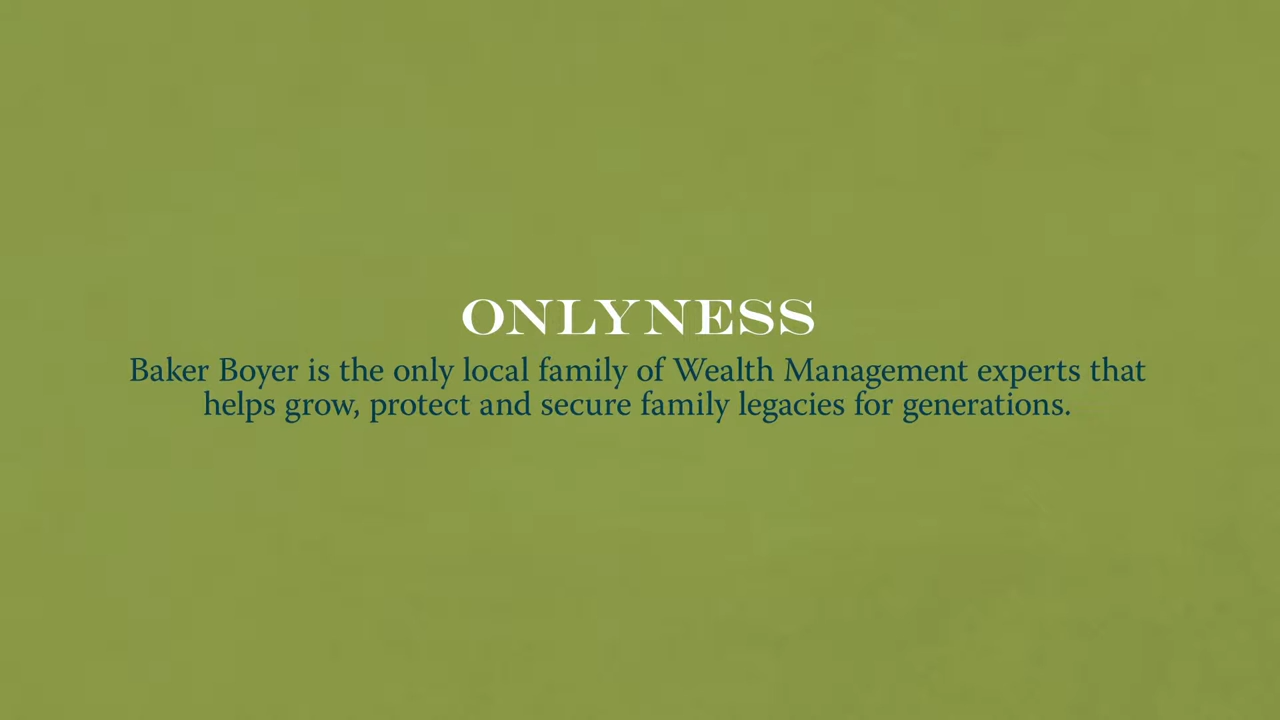 ONLYNESS
Baker Boyer is the only local family of Wealth Management experts that
helps grow, protect and secure family legacies for generations.